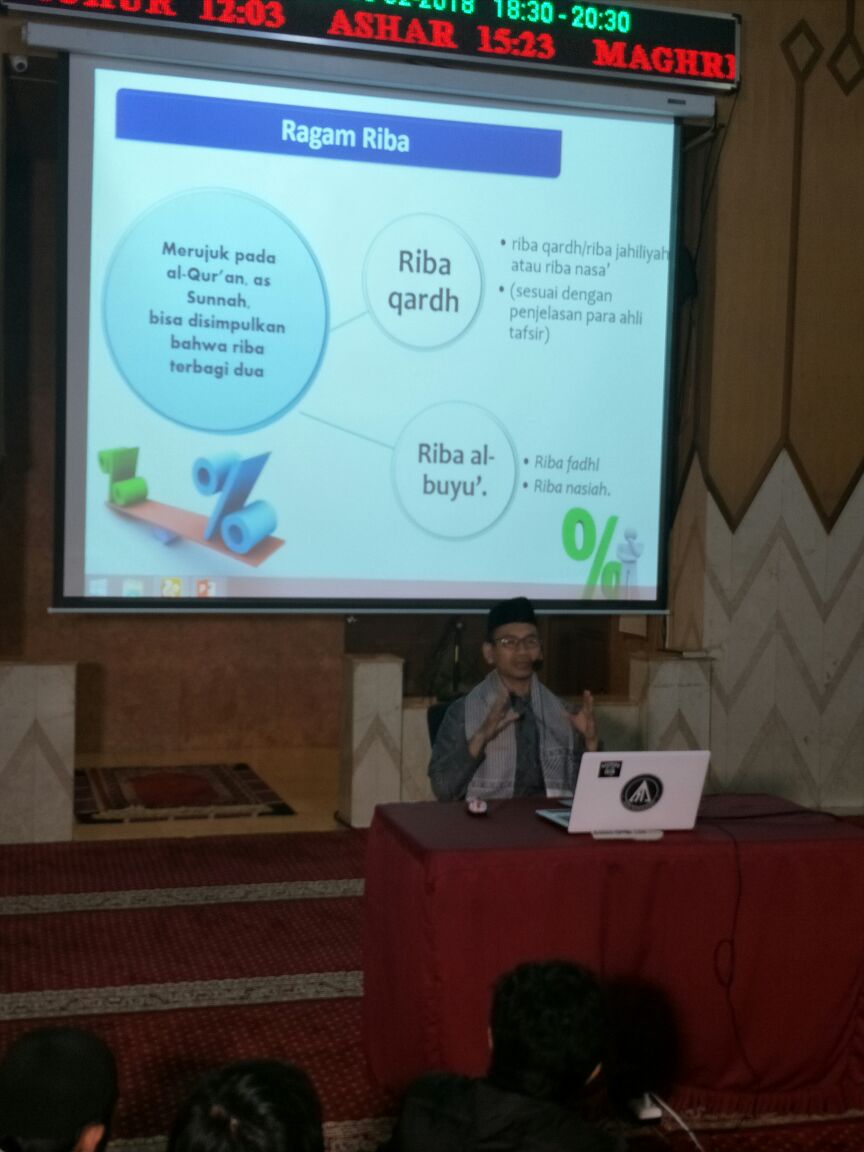 02-2018 18:30 - 20:30
12:03 ASHAR 15:23
Ragam Riba
Merujuk pada
al-Qur'an, as
Sunnah,
bisa disimpulkan
bahwa riba
terbagi dua
Riba
qardh
• riba qardh/riba jahiliyah
atau riba nasa'
• (sesuai dengan
penjelasan para ahli
tafsir)
Riba al-
buyu'.
• Riba fadhl
• Riba nasiah.
%
%
%